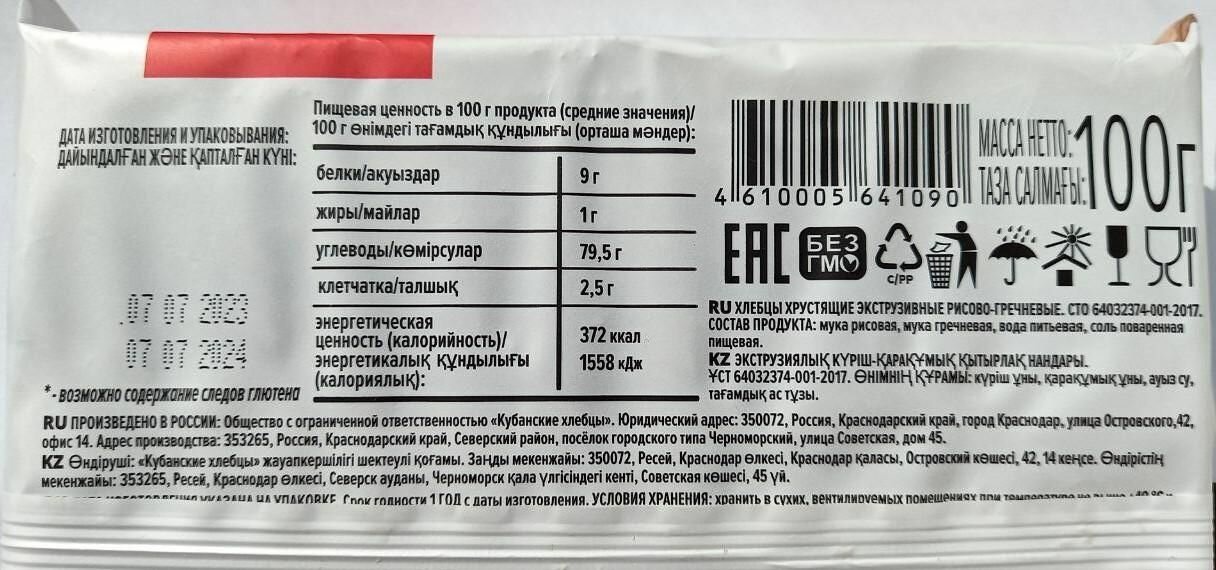 ДАТА ИЗГОТОВЛЕНИЯ И УПАКОВЫВАНИЯ:
ДАЙЫНДАЛҒАН ЖӘНЕ ҚАПТАЛҒАН КҮНІ:
07 07 2023
07 07 2024
*- ВОЗМОЖНО СОДЕРЖАНИЕ СЛЕДОВ ГЛЮТЕНА
Пищевая ценность в 100 г продукта (средние значения)/
100 г өнімдегі тағамдық құндылығы (орташа мәндер):
белки/акуыздар 9 г
жиры/майлар 1 г
углеводы/көмірсулар 79,5 г
клетчатка/талшық 2,5 г
энергетическая
ценность (калорийность)/ 372 ккал
энергетикалық құндылығы 1558 кДж
(калориялық):
4 610005 641090
МАССА НЕТТО:
ТАЗА САЛМАҒЫ:
100г
EAC
БЕЗ
ГМО
C/PP
RU ХЛЕБЦЫ ХРУСТЯЩИЕ ЭКСТРУЗИВНЫЕ РИСОВО-ГРЕЧНЕВЫЕ. СТО 64032374-001-2017.
СОСТАВ ПРОДУКТА: мука рисовая, мука гречневая, вода питьевая, соль поваренная
пищевая.
KZ ЭКСТРУЗИЯЛЫҚ КҮРІШ-ҚАРАҚҰМЫҚ ҚЫТЫРЛАҚ НАНДАРЫ.
ҰСТ 64032374-001-2017. ӨНІМНІҢ ҚҰРАМЫ: күріш ұны, қарақұмық ұны, ауыз су,
тағамдық ас тұзы.
RU ПРОИЗВЕДЕНО В РОССИИ: Общество с ограниченной ответственностью «Кубанские хлебцы». Юридический адрес: 350072, Россия, Краснодарский край, город Краснодар, улица Островского,42,
офис 14. Адрес производства: 353265, Россия, Краснодарский край, Северский район, посёлок городского типа Черноморский, улица Советская, дом 45.
KZ Өндіруші: «Кубанские хлебцы» жауапкершілігі шектеулі қоғамы. Заңды мекенжайы: 350072, Ресей, Краснодар өлкесі, Краснодар қаласы, Островский көшесі, 42, 14 кеңсе. Өндірістің
мекенжайы: 353265, Ресей, Краснодар өлкесі, Северск ауданы, Черноморск қала үлгісіндегі кенті, Советская көшесі, 45 үй.
УКАЗАНА НА УПАКОВКЕ. Срок годности 1 ГОД с даты изготовления. УСЛОВИЯ ХРАНЕНИЯ: хранить в сухих, вентилируемых помещениях при температуре